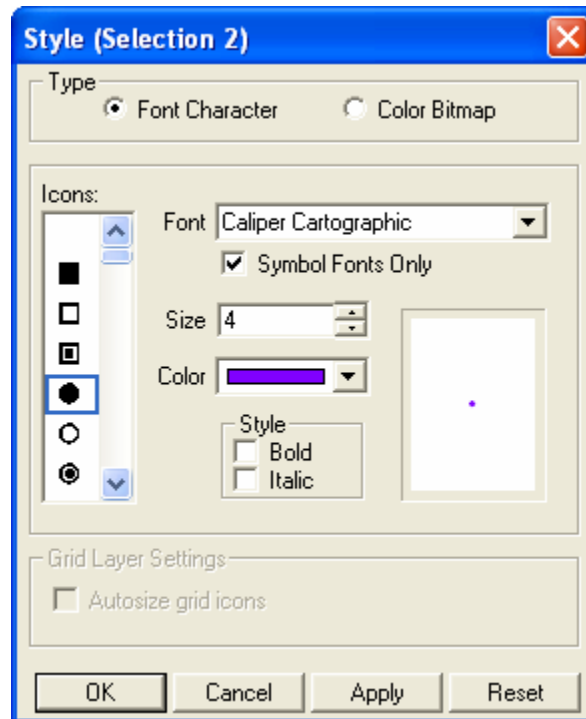 Style (Selection 2)
Type
Font Character Color Bitmap
Icons:
Font Caliper Cartographic
Symbol Fonts Only
Size 4
Color
Style
Bold
Italic
Grid Layer Settings
Autosize grid icons
OK Cancel Apply Reset